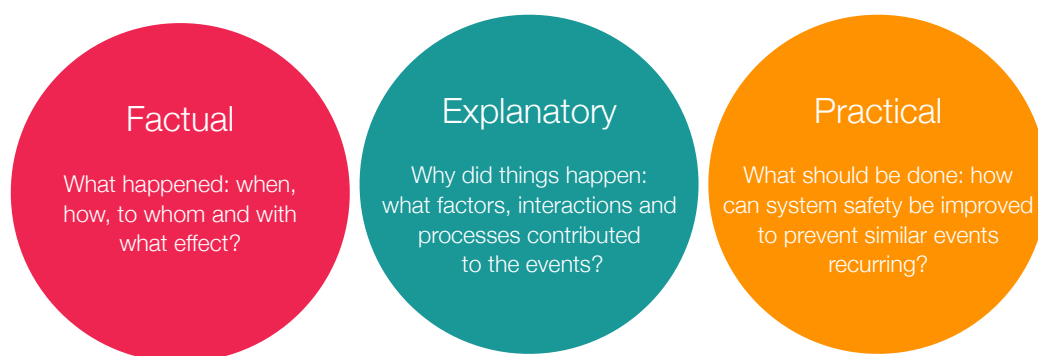 Factual
What happened: when,
how, to whom and with
what effect?
Explanatory
Why did things happen:
what factors, interactions and
processes contributed
to the events?
Practical
What should be done: how
can system safety be improved
to prevent similar events
recurring?